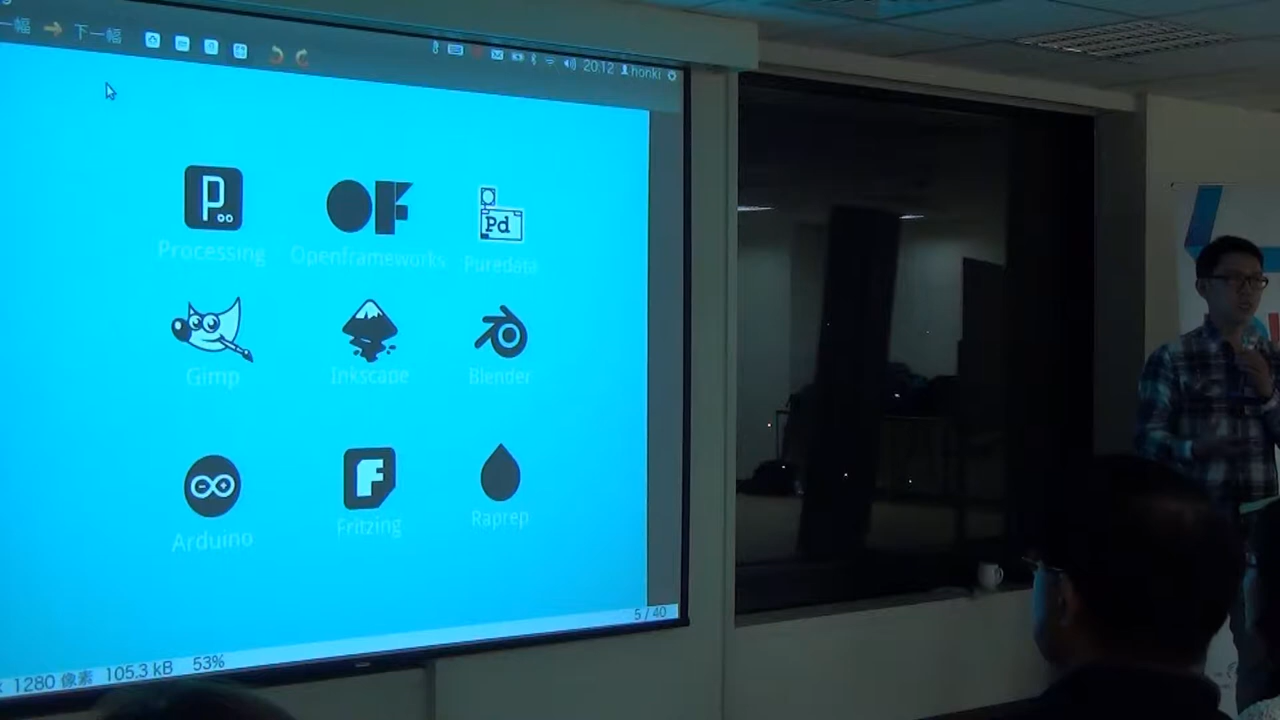 一幅 下一幅 20:12 honki
P
OF
Pd
Processing Openframeworks Puredata
Gimp Inkscape Blender
F
Arduino Fritzing Raprep
5 / 40
1280 像素 105.3 kB 53%